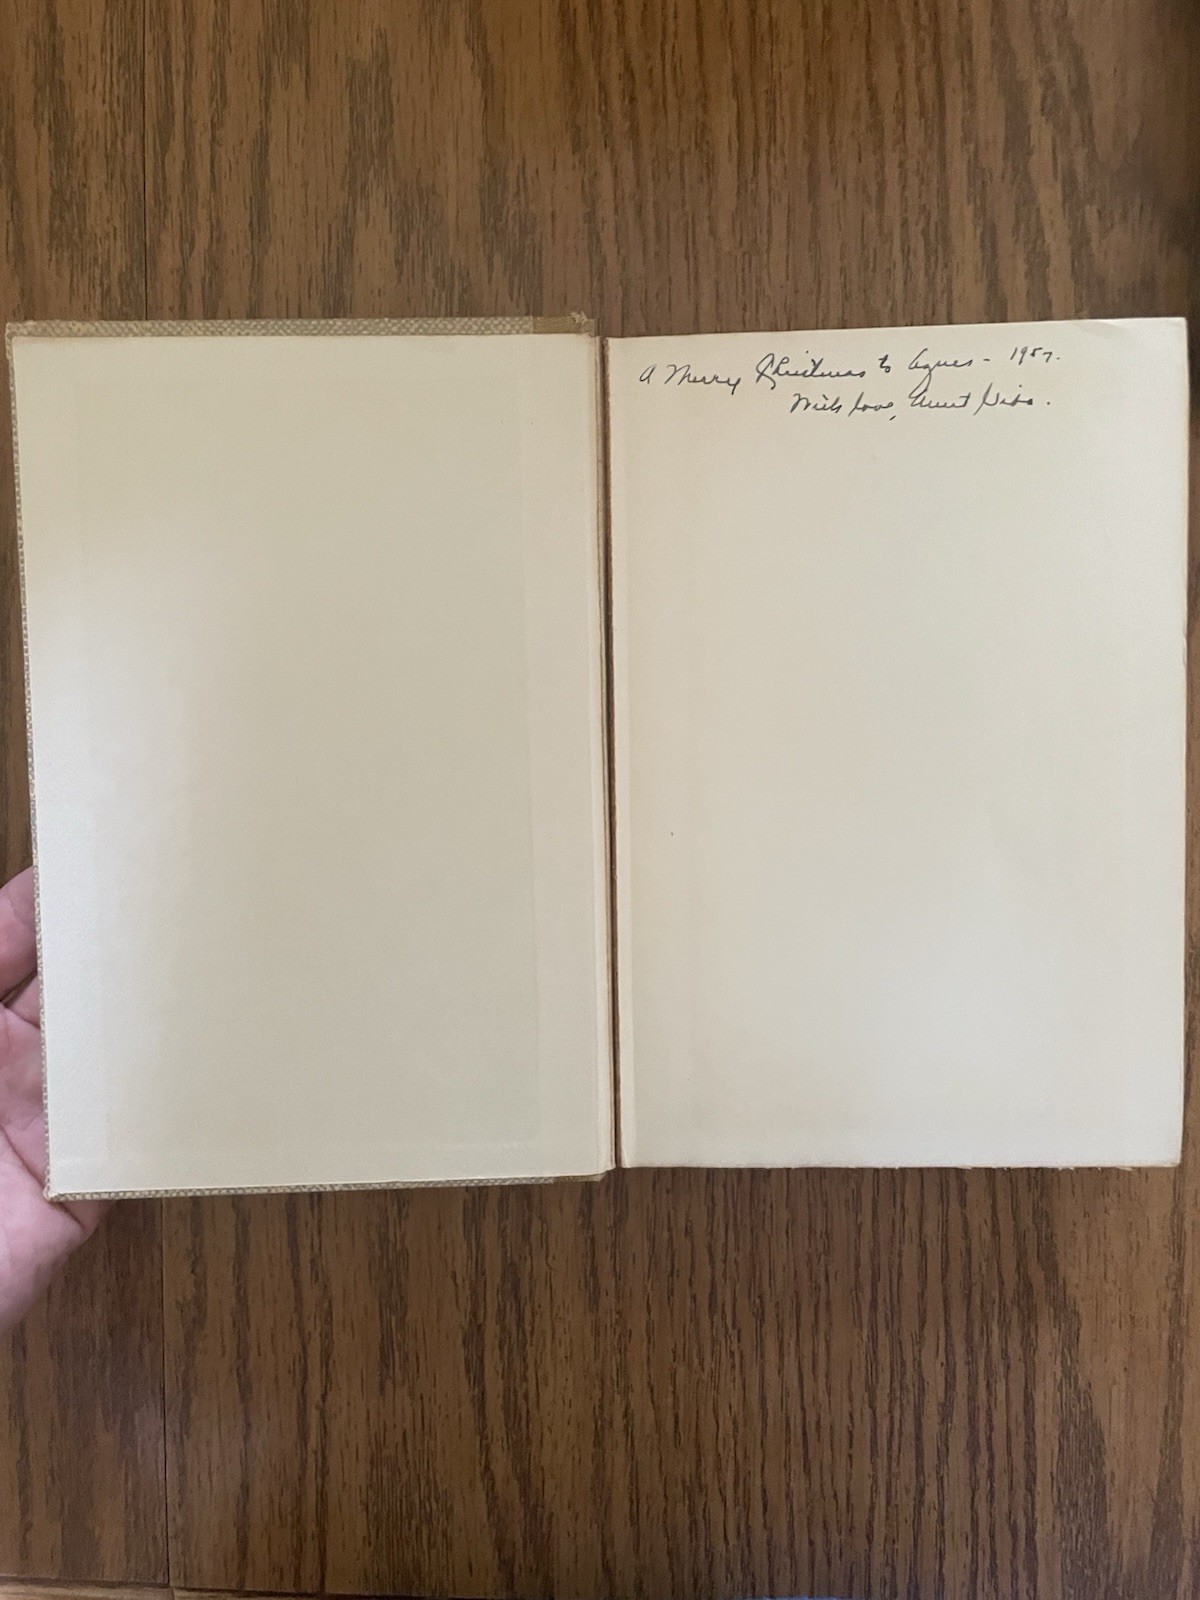 A Merry Christmas to Agnes - 1957.
With love, Aunt